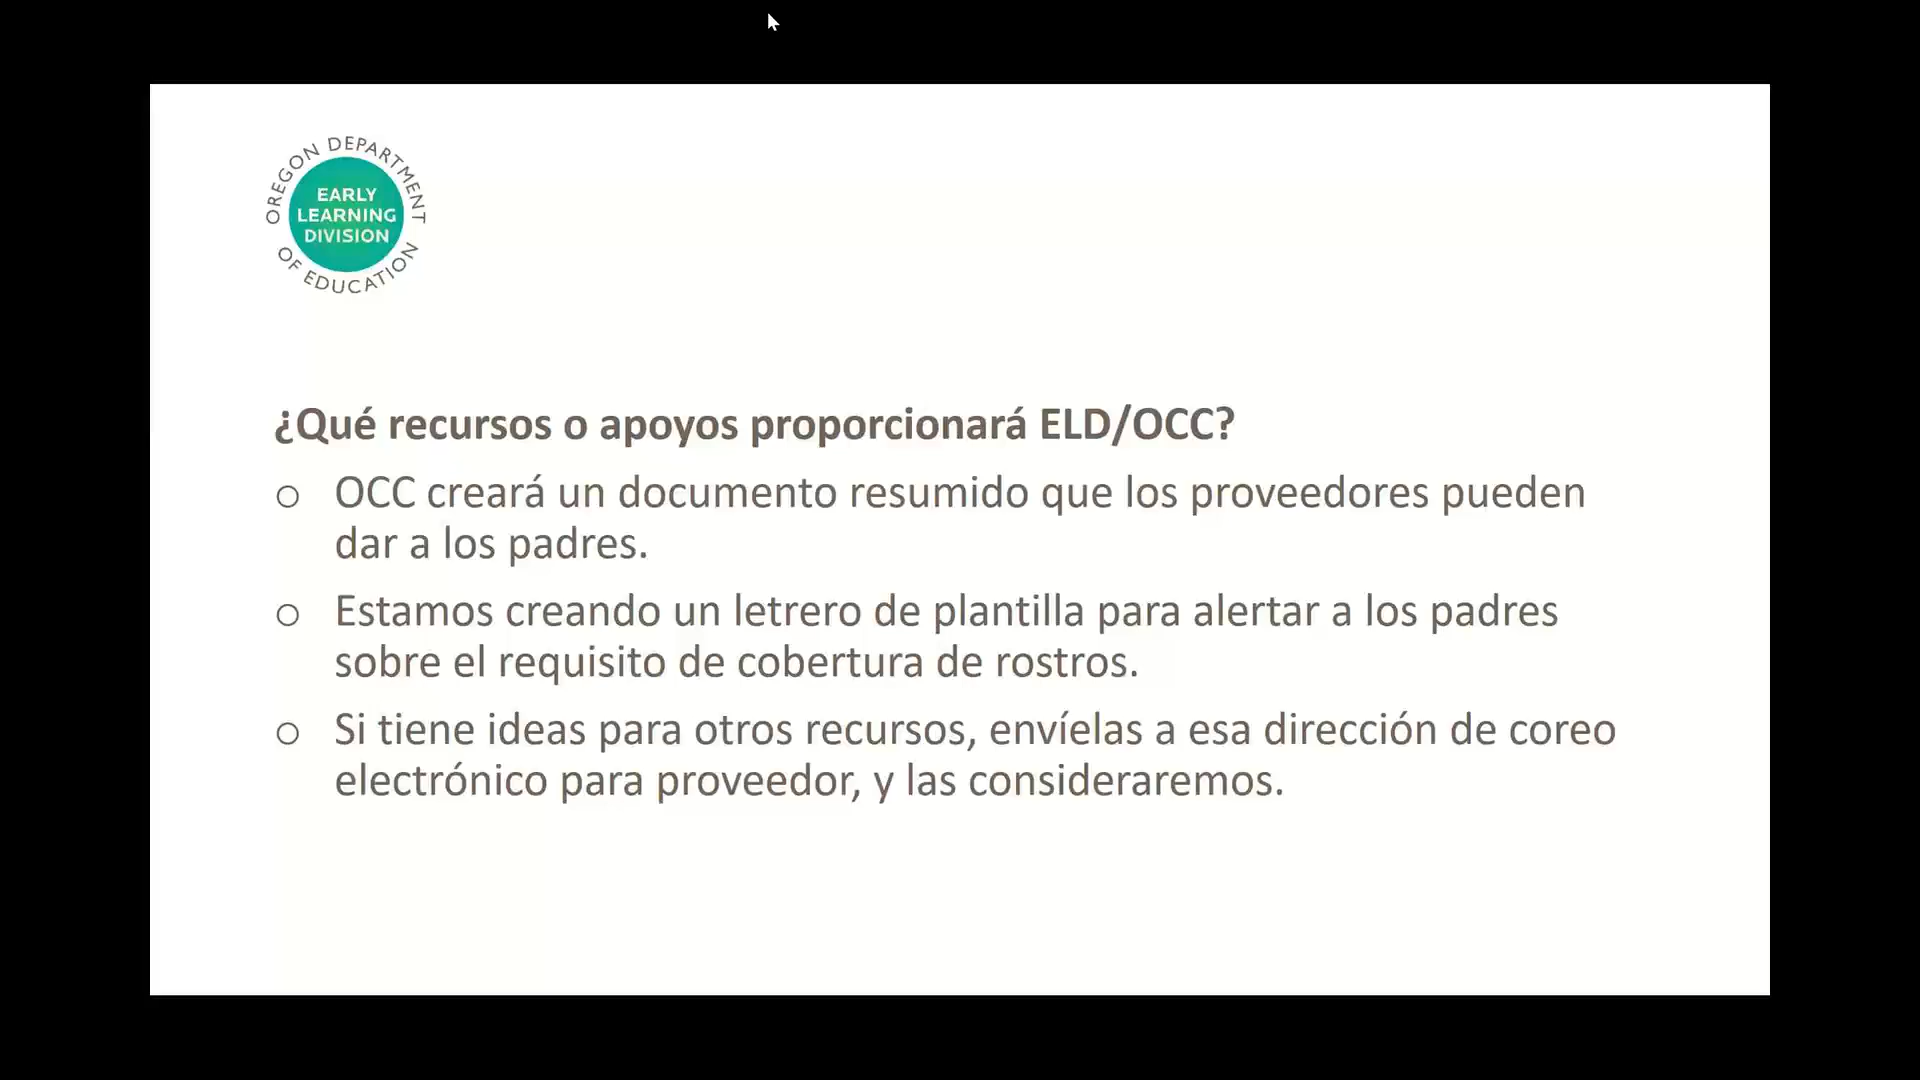 OREGON DEPARTMENT
OF EDUCATION
EARLY
LEARNING
DIVISION
¿Qué recursos o apoyos proporcionará ELD/OCC?
○ OCC creará un documento resumido que los proveedores pueden
dar a los padres.
○ Estamos creando un letrero de plantilla para alertar a los padres
sobre el requisito de cobertura de rostros.
○ Si tiene ideas para otros recursos, envíelas a esa dirección de coreo
electrónico para proveedor, y las consideraremos.